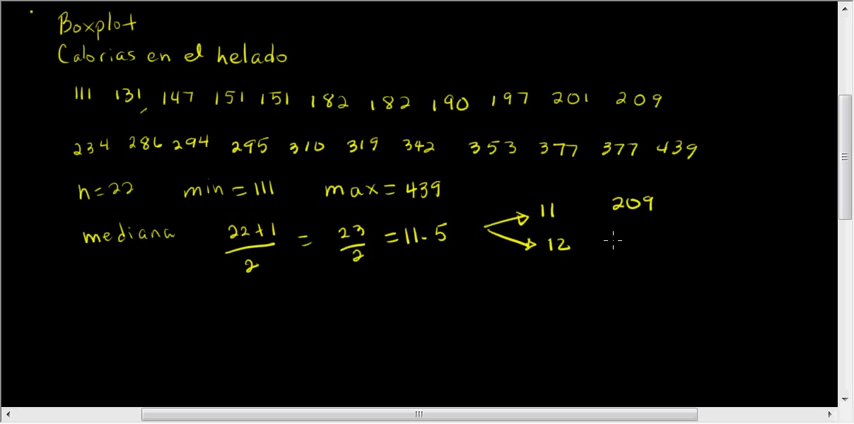 Boxplot
Calorias en el helado
111 131 147 151 151 182 182 190 197 201 209
234 286 294 295 310 319 342 353 377 377 439
n=22 min=111 max=439
mediana 22+1/2 = 23/2 = 11.5
11 209
12